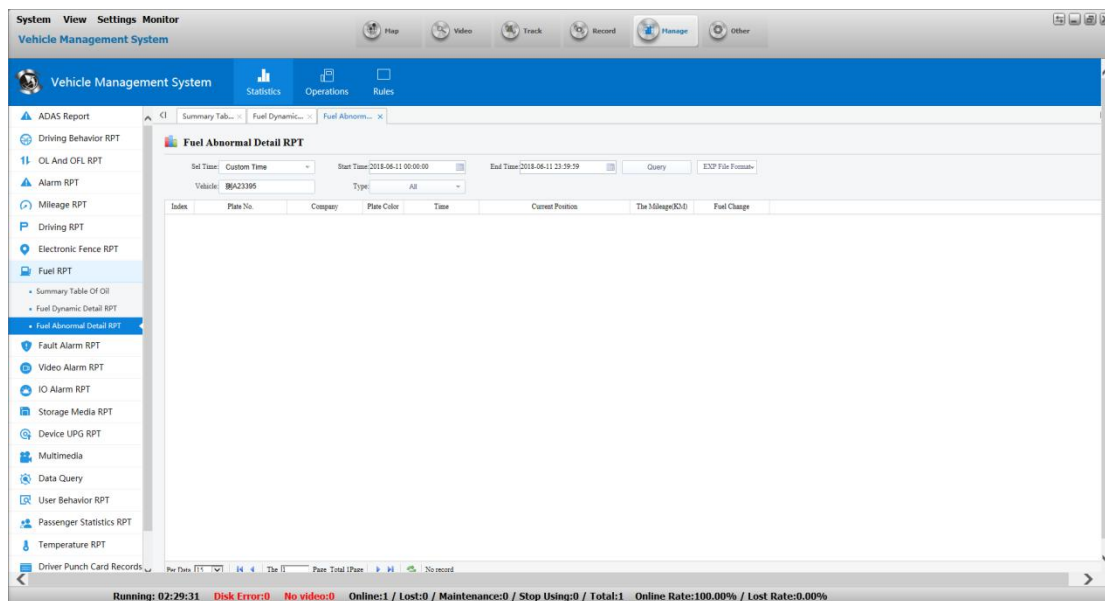 System View Settings Monitor
Vehicle Management System
Map Video Track Record Manage Other
Vehicle Management System
Statistics Operations Rules
ADAS Report
Driving Behavior RPT
OL And OFL RPT
Alarm RPT
Mileage RPT
Driving RPT
Electronic Fence RPT
Fuel RPT
Summary Table Of Oil
Fuel Dynamic Detail RPT
Fuel Abnormal Detail RPT
Fault Alarm RPT
Video Alarm RPT
IO Alarm RPT
Storage Media RPT
Device UPG RPT
Multimedia
Data Query
User Behavior RPT
Passenger Statistics RPT
Temperature RPT
Driver Punch Card Records
Summary Tab... × Fuel Dynamic... × Fuel Abnorm... ×
Fuel Abnormal Detail RPT
Sel Time: Custom Time Start Time: 2018-06-11 00:00:00 End Time: 2018-06-11 23:59:59 Query EXP File Format
Vehicle: A23395 Type: All
Index Plate No. Company Plate Color Time Current Position The Mileage(KM) Fuel Change
Per Data 15 The 1 Page Total 1Page No record
Running: 02:29:31 Disk Error:0 No video:0 Online:1 / Lost:0 / Maintenance:0 / Stop Using:0 / Total:1 Online Rate:100.00% / Lost Rate:0.00%